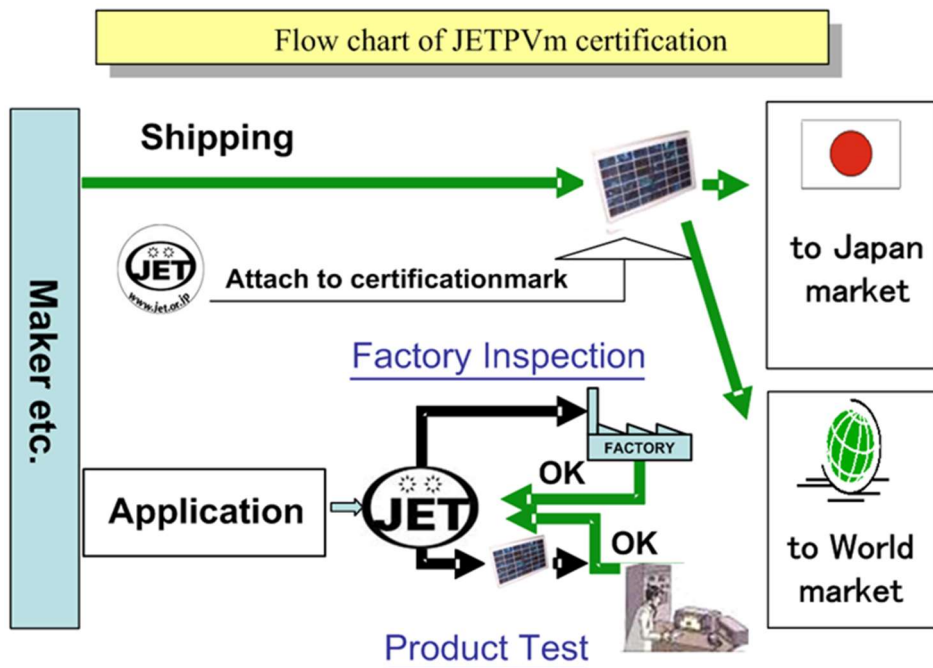 Flow chart of JETPVm certification
Maker etc.
Shipping
JET
www.jet.or.jp
Attach to certificationmark
to Japan
market
Factory Inspection
FACTORY
OK
Application
JET
OK
Product Test
to World
market